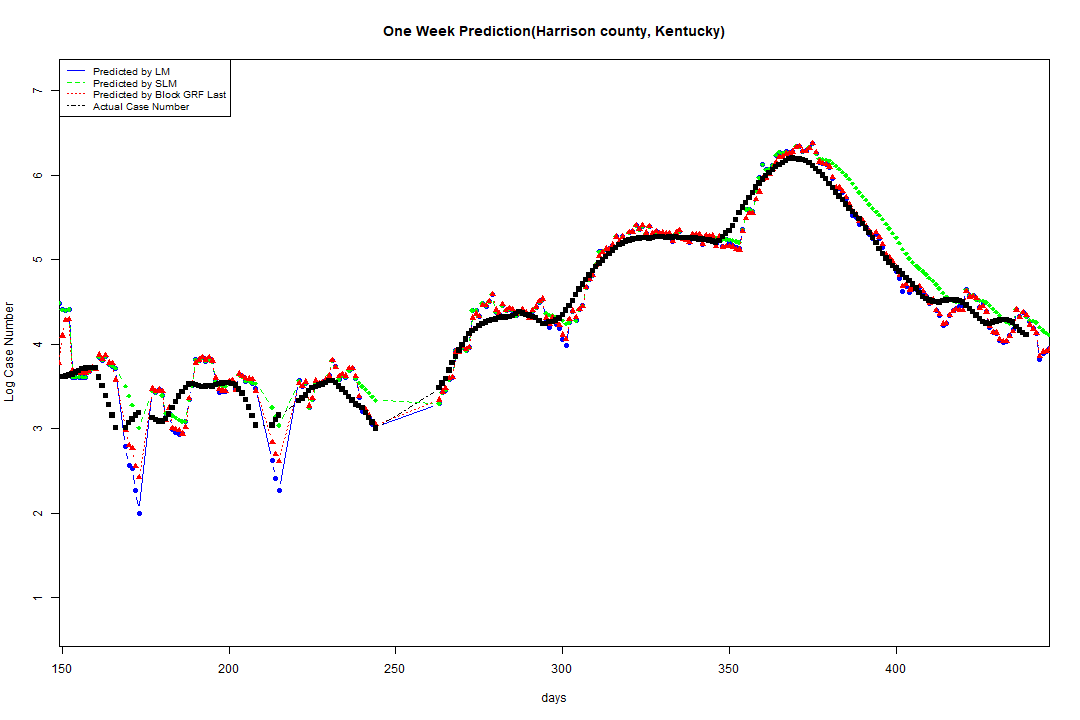 One Week Prediction(Harrison county, Kentucky)
Predicted by LM
Predicted by SLM
Predicted by Block GRF Last
Actual Case Number
7
6
5
4
3
2
1
Log Case Number
150 200 250 300 350 400
days